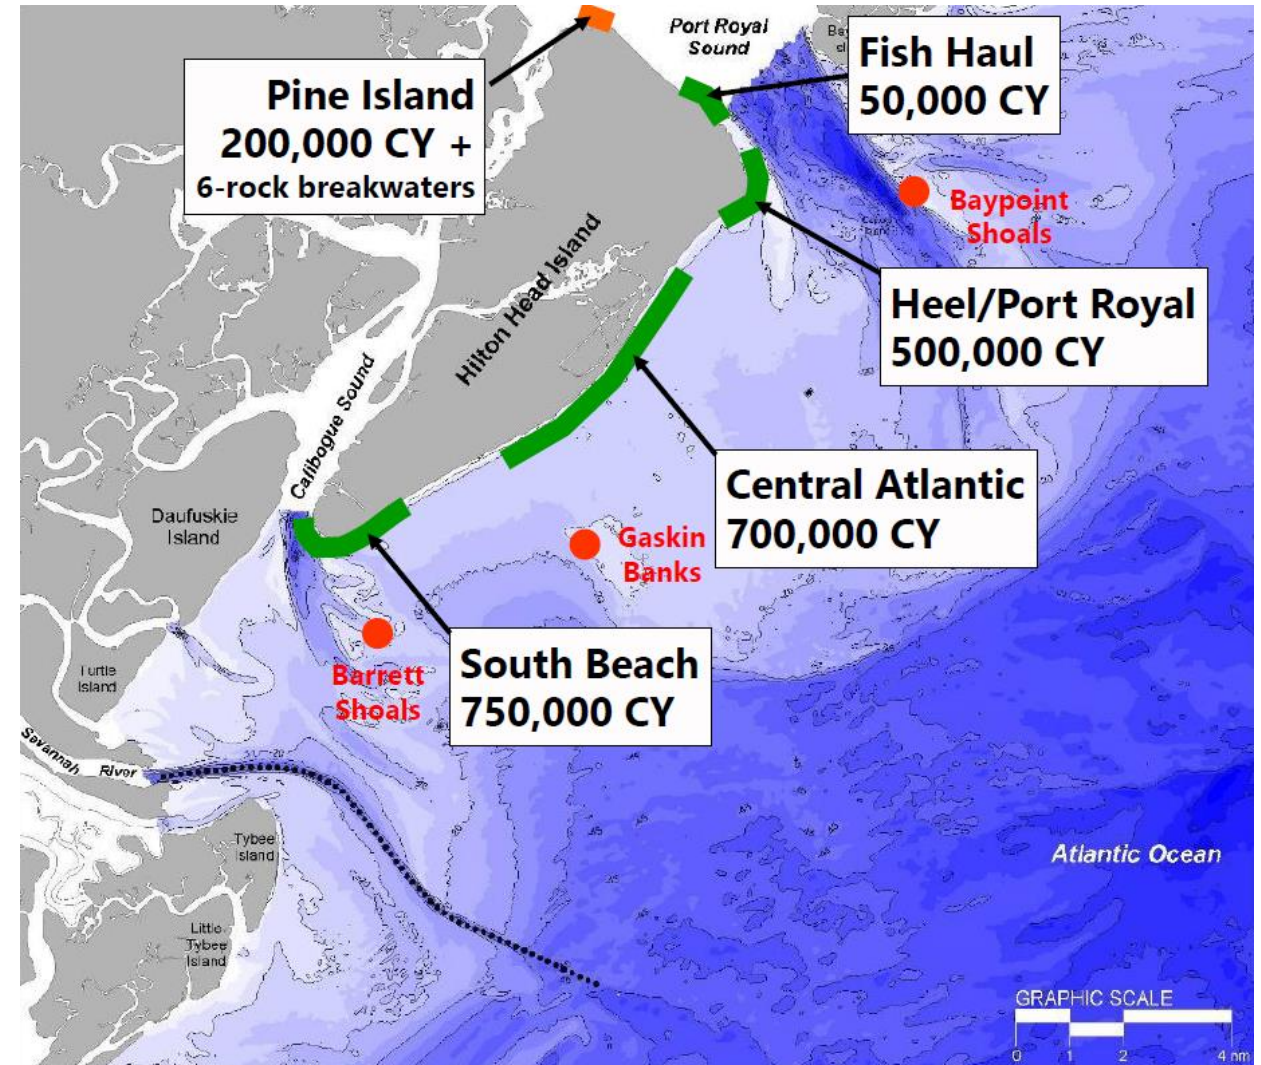 Port Royal
Sound
Fish Haul
50,000 CY
Pine Island
200,000 CY +
6-rock breakwaters
Baypoint
Shoals
Hilton Head Island
Heel/Port Royal
500,000 CY
Calibogue Sound
Central Atlantic
700,000 CY
Daufuskie
Island
Gaskin
Banks
South Beach
750,000 CY
Barrett
Shoals
Turtle
Island
Savannah River
Tybee
Island
Atlantic Ocean
Little
Tybee
Island
GRAPHIC SCALE
0 1 2 4 nm